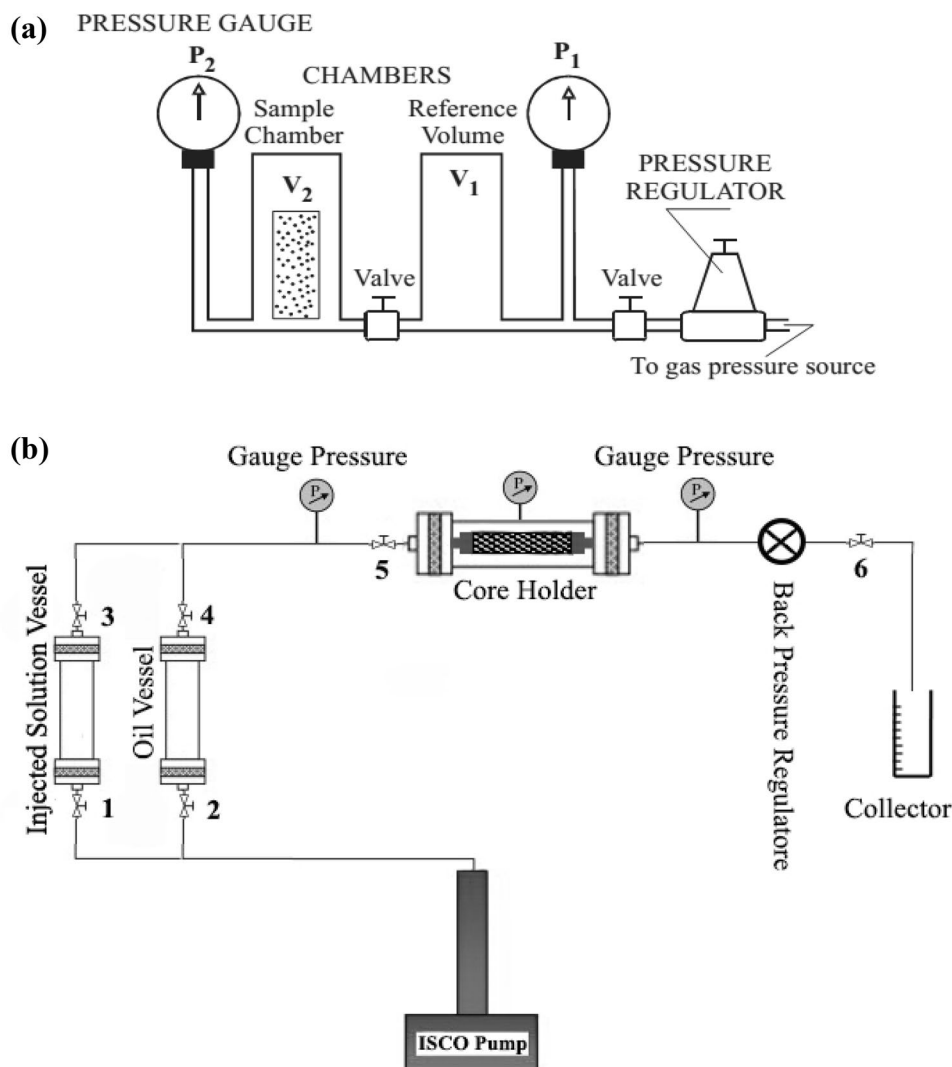 (a) PRESSURE GAUGE
P2
P1
CHAMBERS
Sample
Chamber
Reference
Volume
V2
V1
PRESSURE
REGULATOR
Valve
Valve
To gas pressure source
(b)
Gauge Pressure
Gauge Pressure
P
P
P
5
6
Core Holder
3
4
Injected Solution Vessel
Oil Vessel
Back Pressure Regulatore
1
2
Collector
ISCO Pump